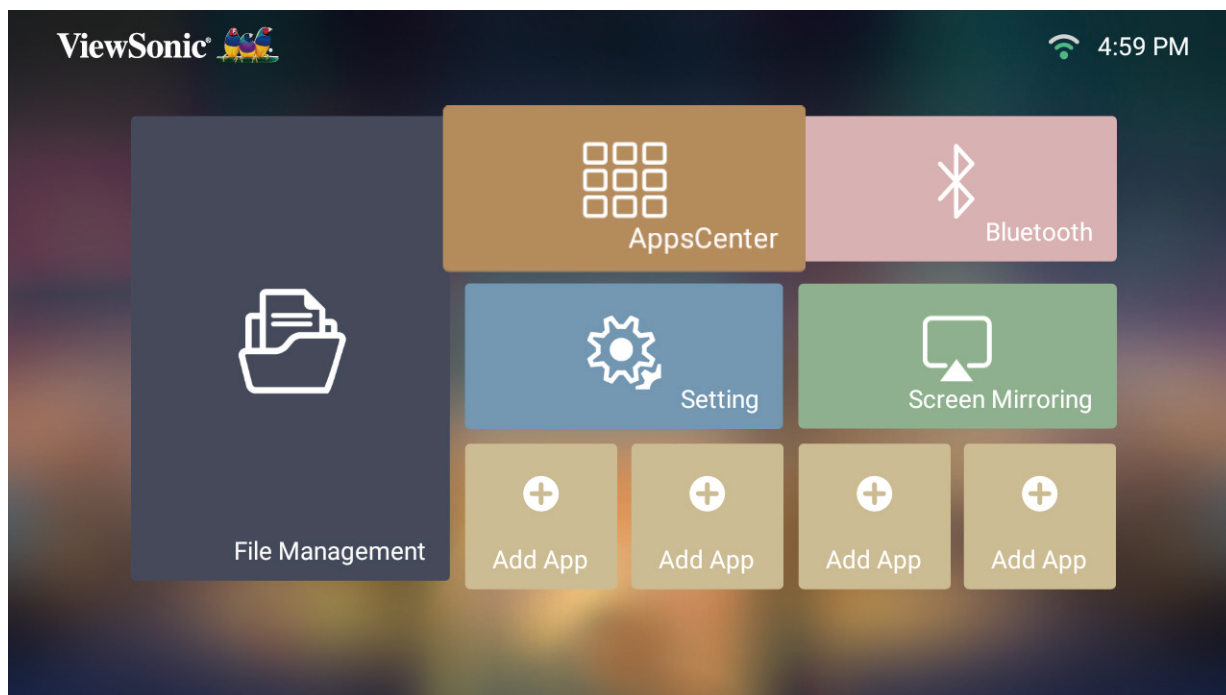 ViewSonic®
4:59 PM
AppsCenter
Bluetooth
Setting
Screen Mirroring
File Management
Add App
Add App
Add App
Add App